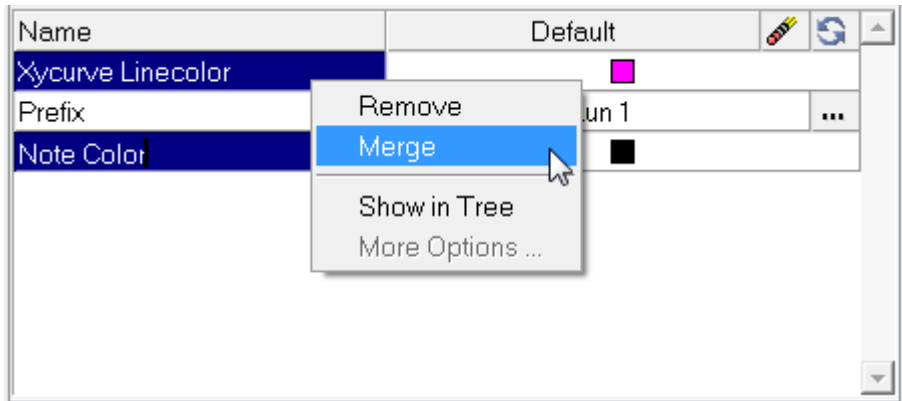 Name Default
Xycurve Linecolor
Prefix un 1 ...
Note Color
Remove
Merge
Show in Tree
More Options ...